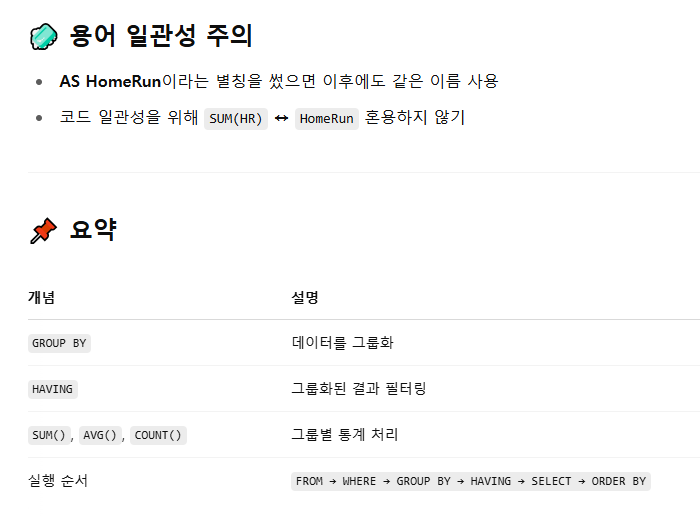 용어 일관성 주의
AS HomeRun이라는 별칭을 썼으면 이후에도 같은 이름 사용
코드 일관성을 위해 SUM(HR) ↔ HomeRun 혼용하지 않기
요약
개념 설명
GROUP BY 데이터를 그룹화
HAVING 그룹화된 결과 필터링
SUM(), AVG(), COUNT() 그룹별 통계 처리
실행 순서 FROM → WHERE → GROUP BY → HAVING → SELECT → ORDER BY